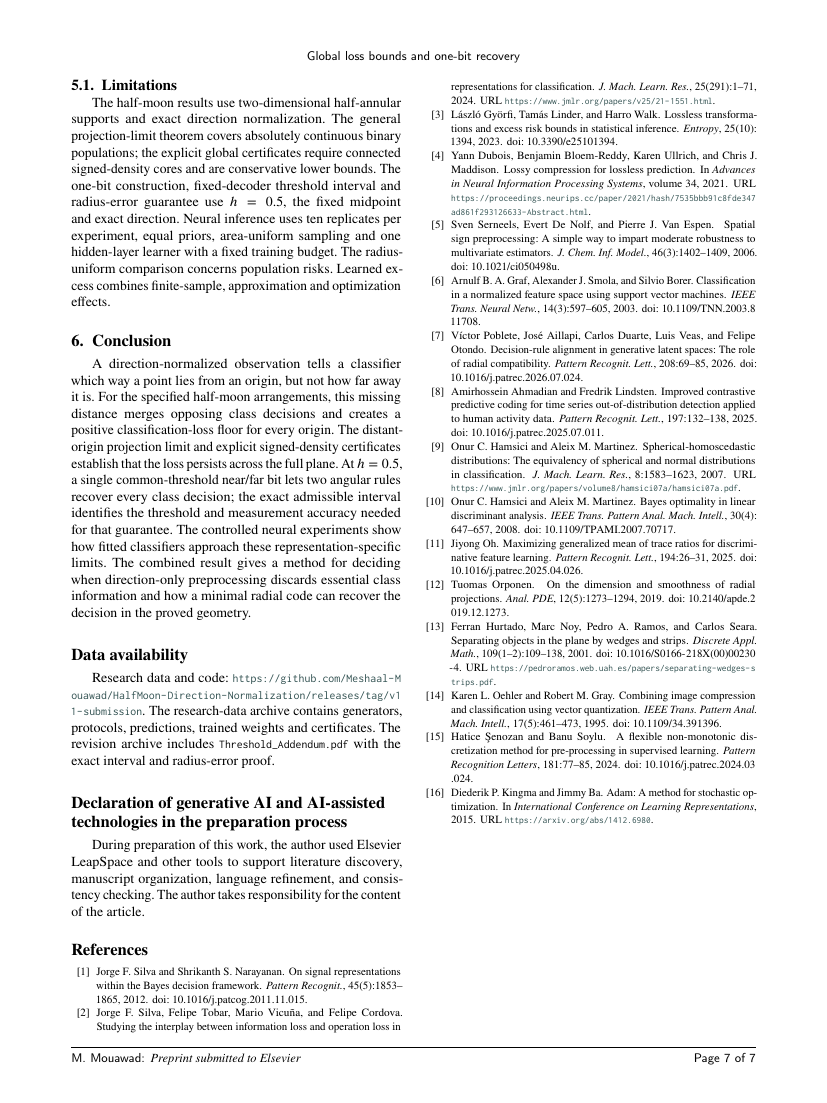 Global loss bounds and one-bit recovery
5.1. Limitations
The half-moon results use two-dimensional half-annular
supports and exact direction normalization. The general
projection-limit theorem covers absolutely continuous binary
populations; the explicit global certificates require connected
signed-density cores and are conservative lower bounds. The
one-bit construction, fixed-decoder threshold interval and
radius-error guarantee use h = 0.5, the fixed midpoint
and exact direction. Neural inference uses ten replicates per
experiment, equal priors, area-uniform sampling and one
hidden-layer learner with a fixed training budget. The radius-
uniform comparison concerns population risks. Learned ex-
cess combines finite-sample, approximation and optimization
effects.
6. Conclusion
A direction-normalized observation tells a classifier
which way a point lies from an origin, but not how far away
it is. For the specified half-moon arrangements, this missing
distance merges opposing class decisions and creates a
positive classification-loss floor for every origin. The distant-
origin projection limit and explicit signed-density certificates
establish that the loss persists across the full plane. At h = 0.5,
a single common-threshold near/far bit lets two angular rules
recover every class decision; the exact admissible interval
identifies the threshold and measurement accuracy needed
for that guarantee. The controlled neural experiments show
how fitted classifiers approach these representation-specific
limits. The combined result gives a method for deciding
when direction-only preprocessing discards essential class
information and how a minimal radial code can recover the
decision in the proved geometry.
Data availability
Research data and code: https://github.com/Meshaal-M
ouawad/HalfMoon-Direction-Normalization/releases/tag/v1
1-submission. The research-data archive contains generators,
protocols, predictions, trained weights and certificates. The
revision archive includes Threshold_Addendum.pdf with the
exact interval and radius-error proof.
Declaration of generative AI and AI-assisted
technologies in the preparation process
During preparation of this work, the author used Elsevier
LeapSpace and other tools to support literature discovery,
manuscript organization, language refinement, and consis-
tency checking. The author takes responsibility for the content
of the article.
References
[1] Jorge F. Silva and Shrikanth S. Narayanan. On signal representations
within the Bayes decision framework. Pattern Recognit., 45(5):1853–
1865, 2012. doi: 10.1016/j.patcog.2011.11.015.
[2] Jorge F. Silva, Felipe Tobar, Mario Vicuña, and Felipe Cordova.
Studying the interplay between information loss and operation loss in
representations for classification. J. Mach. Learn. Res., 25(291):1–71,
2024. URL https://www.jmlr.org/papers/v25/21-1551.html.
[3] László Györfi, Tamás Linder, and Harro Walk. Lossless transforma-
tions and excess risk bounds in statistical inference. Entropy, 25(10):
1394, 2023. doi: 10.3390/e25101394.
[4] Yann Dubois, Benjamin Bloem-Reddy, Karen Ullrich, and Chris J.
Maddison. Lossy compression for lossless prediction. In Advances
in Neural Information Processing Systems, volume 34, 2021. URL
https://proceedings.neurips.cc/paper/2021/hash/7535bbb91c8fde347
ad861f293126633-Abstract.html.
[5] Sven Serneels, Evert De Nolf, and Pierre J. Van Espen. Spatial
sign preprocessing: A simple way to impart moderate robustness to
multivariate estimators. J. Chem. Inf. Model., 46(3):1402–1409, 2006.
doi: 10.1021/ci050498u.
[6] Arnulf B. A. Graf, Alexander J. Smola, and Silvio Borer. Classification
in a normalized feature space using support vector machines. IEEE
Trans. Neural Netw., 14(3):597–605, 2003. doi: 10.1109/TNN.2003.8
11708.
[7] Víctor Poblete, José Aillapi, Carlos Duarte, Luis Veas, and Felipe
Otondo. Decision-rule alignment in generative latent spaces: The role
of radial compatibility. Pattern Recognit. Lett., 208:69–85, 2026. doi:
10.1016/j.patrec.2026.07.024.
[8] Amirhossein Ahmadian and Fredrik Lindsten. Improved contrastive
predictive coding for time series out-of-distribution detection applied
to human activity data. Pattern Recognit. Lett., 197:132–138, 2025.
doi: 10.1016/j.patrec.2025.07.011.
[9] Onur C. Hamsici and Aleix M. Martinez. Spherical-homoscedastic
distributions: The equivalency of spherical and normal distributions
in classification. J. Mach. Learn. Res., 8:1583–1623, 2007. URL
https://www.jmlr.org/papers/volume8/hamsici07a/hamsici07a.pdf.
[10] Onur C. Hamsici and Aleix M. Martinez. Bayes optimality in linear
discriminant analysis. IEEE Trans. Pattern Anal. Mach. Intell., 30(4):
647–657, 2008. doi: 10.1109/TPAMI.2007.70717.
[11] Jiyong Oh. Maximizing generalized mean of trace ratios for discrimi-
native feature learning. Pattern Recognit. Lett., 194:26–31, 2025. doi:
10.1016/j.patrec.2025.04.026.
[12] Tuomas Orponen. On the dimension and smoothness of radial
projections. Anal. PDE, 12(5):1273–1294, 2019. doi: 10.2140/apde.2
019.12.1273.
[13] Ferran Hurtado, Marc Noy, Pedro A. Ramos, and Carlos Seara.
Separating objects in the plane by wedges and strips. Discrete Appl.
Math., 109(1–2):109–138, 2001. doi: 10.1016/S0166-218X(00)00230
-4. URL https://pedroramos.web.uah.es/papers/separating-wedges-s
trips.pdf.
[14] Karen L. Oehler and Robert M. Gray. Combining image compression
and classification using vector quantization. IEEE Trans. Pattern Anal.
Mach. Intell., 17(5):461–473, 1995. doi: 10.1109/34.391396.
[15] Hatice Şenozan and Banu Soylu. A flexible non-monotonic dis-
cretization method for pre-processing in supervised learning. Pattern
Recognition Letters, 181:77–85, 2024. doi: 10.1016/j.patrec.2024.03
.024.
[16] Diederik P. Kingma and Jimmy Ba. Adam: A method for stochastic op-
timization. In International Conference on Learning Representations,
2015. URL https://arxiv.org/abs/1412.6980.
M. Mouawad: Preprint submitted to Elsevier
Page 7 of 7